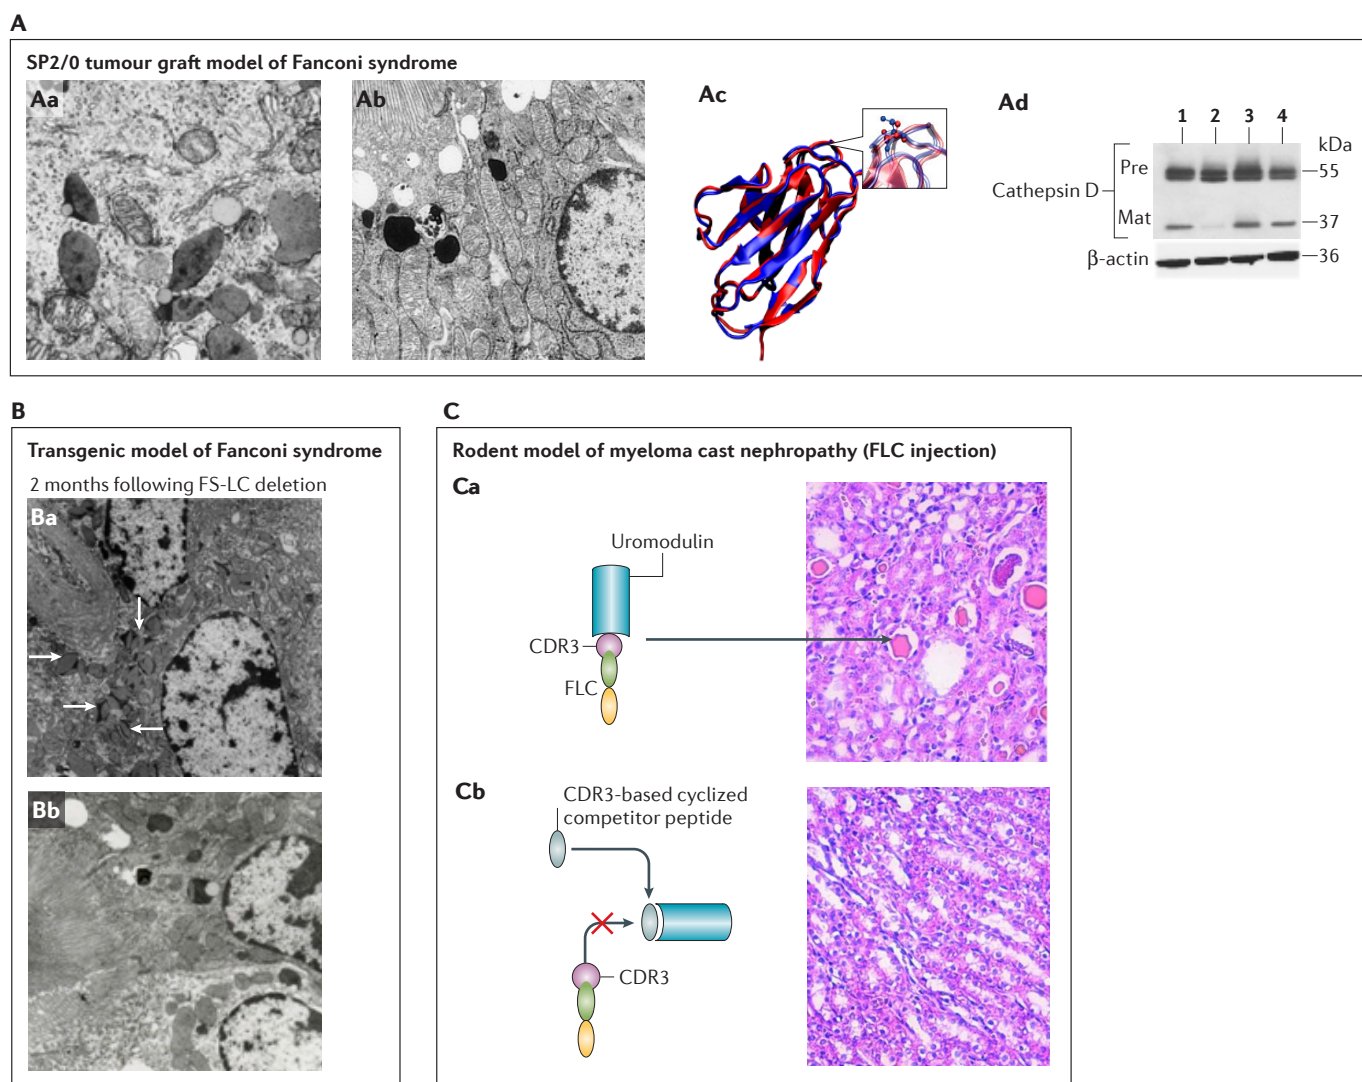 A
SP2/0 tumour graft model of Fanconi syndrome
Aa
Ab
Ac
Ad
1 2 3 4
kDa
Cathepsin D
Pre
55
Mat
37
β-actin
36
B
Transgenic model of Fanconi syndrome
2 months following FS-LC deletion
Ba
Bb
C
Rodent model of myeloma cast nephropathy (FLC injection)
Ca
Uromodulin
CDR3
FLC
Cb
CDR3-based cyclized
competitor peptide
CDR3